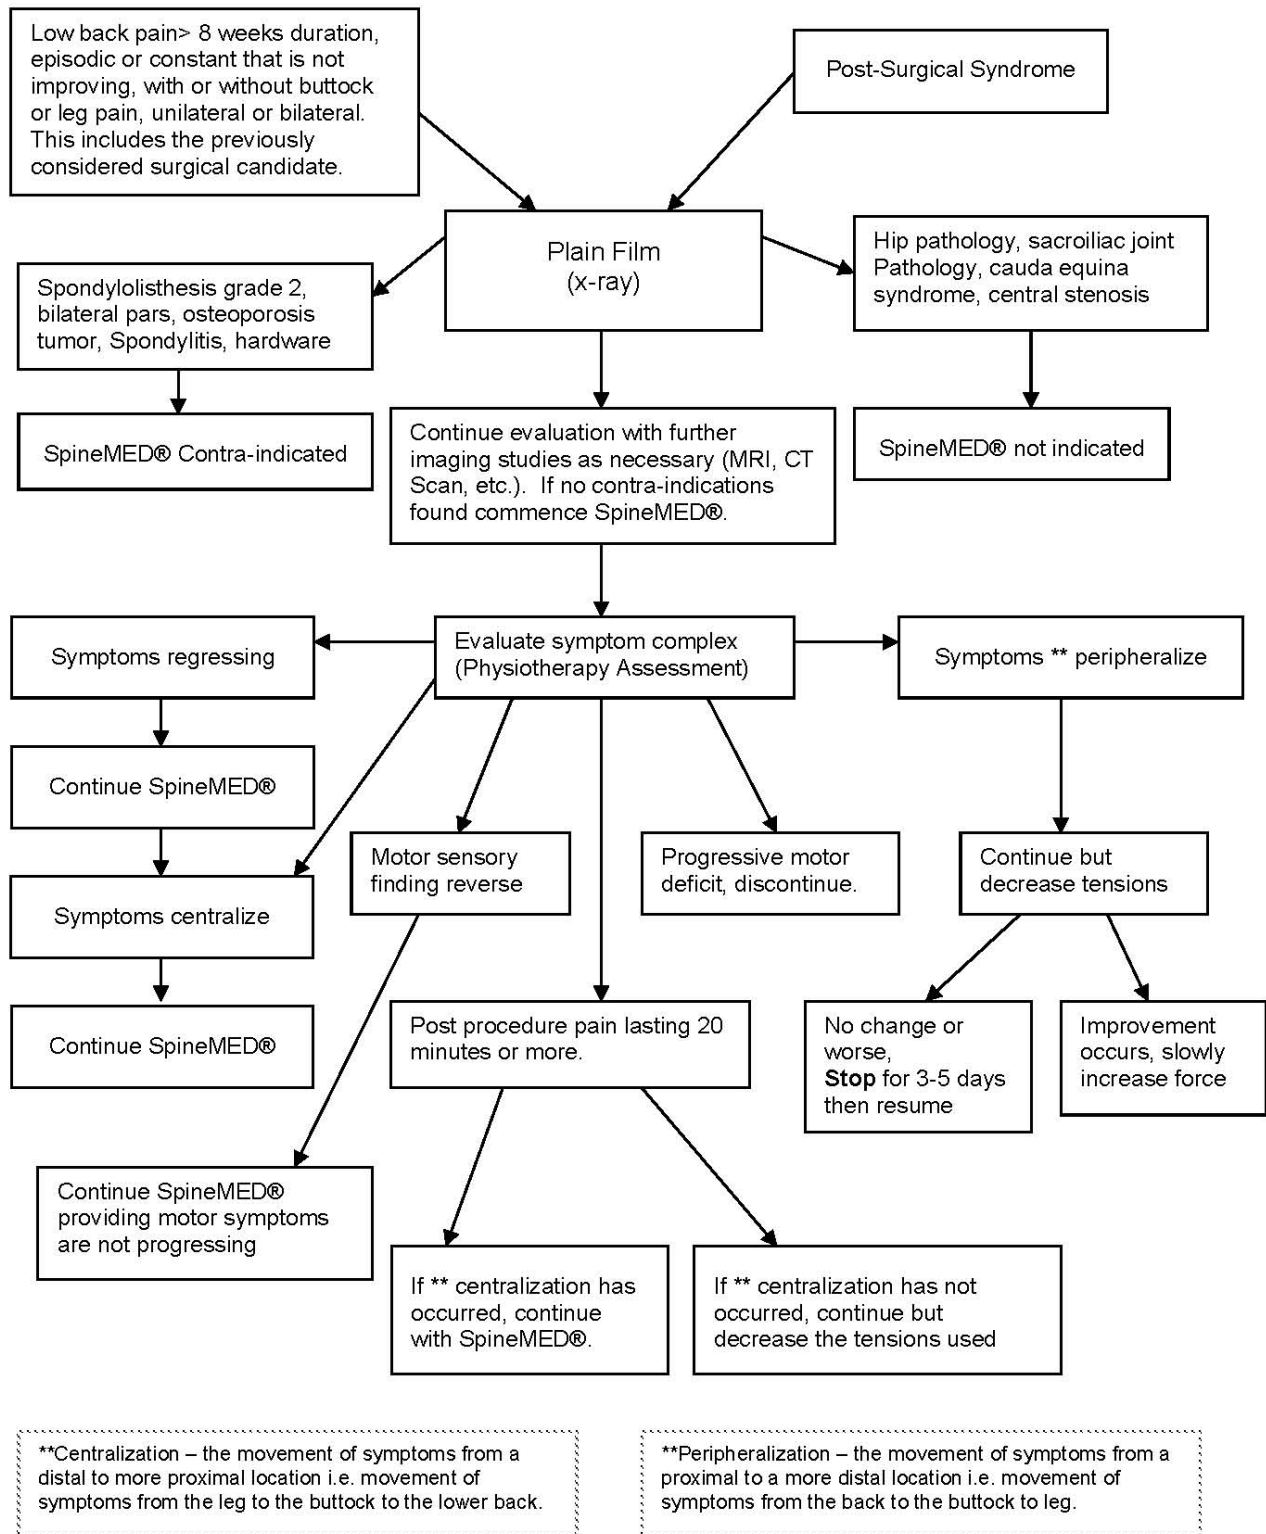 Low back pain> 8 weeks duration,
episodic or constant that is not
improving, with or without buttock
or leg pain, unilateral or bilateral.
This includes the previously
considered surgical candidate.
Post-Surgical Syndrome
Plain Film
(x-ray)
Spondylolisthesis grade 2,
bilateral pars, osteoporosis
tumor, Spondylitis, hardware
Hip pathology, sacroiliac joint
Pathology, cauda equina
syndrome, central stenosis
SpineMED® Contra-indicated
Continue evaluation with further
imaging studies as necessary (MRI, CT
Scan, etc.).  If no contra-indications
found commence SpineMED®.
SpineMED® not indicated
Symptoms regressing
Evaluate symptom complex
(Physiotherapy Assessment)
Symptoms ** peripheralize
Continue SpineMED®
Symptoms centralize
Continue SpineMED®
Motor sensory
finding reverse
Progressive motor
deficit, discontinue.
Continue but
decrease tensions
Post procedure pain lasting 20
minutes or more.
No change or
worse,
Stop for 3-5 days
then resume
Improvement
occurs, slowly
increase force
Continue SpineMED®
providing motor symptoms
are not progressing
If ** centralization has
occurred, continue
with SpineMED®.
If ** centralization has not
occurred, continue but
decrease the tensions used
**Centralization – the movement of symptoms from a
distal to more proximal location i.e. movement of
symptoms from the leg to the buttock to the lower back.
**Peripheralization – the movement of symptoms from a
proximal to a more distal location i.e. movement of
symptoms from the back to the buttock to leg.